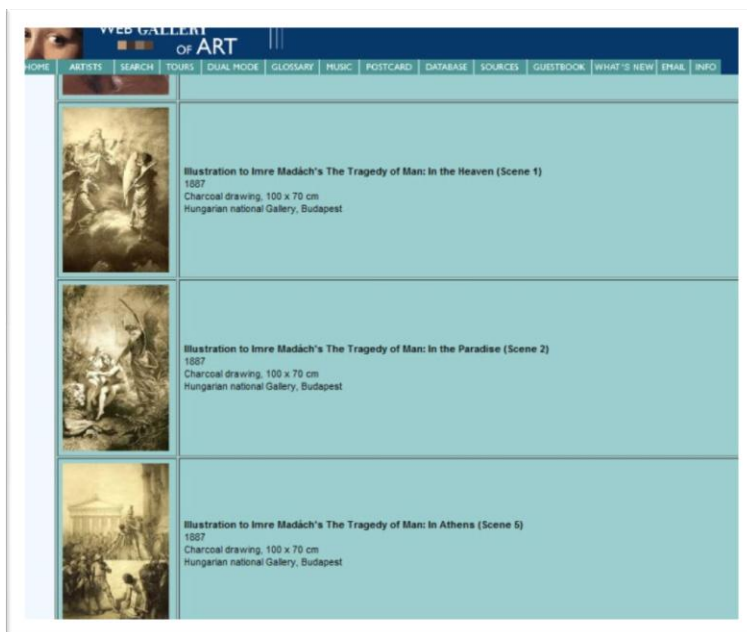 WEB GALLERY
OF ART
HOME ARTISTS SEARCH TOURS DUAL MODE GLOSSARY MUSIC POSTCARD DATABASE SOURCES GUESTBOOK WHAT'S NEW EMAIL INFO
Illustration to Imre Madách's The Tragedy of Man: In the Heaven (Scene 1)
1887
Charcoal drawing, 100 x 70 cm
Hungarian national Gallery, Budapest
Illustration to Imre Madách's The Tragedy of Man: In the Paradise (Scene 2)
1887
Charcoal drawing, 100 x 70 cm
Hungarian national Gallery, Budapest
Illustration to Imre Madách's The Tragedy of Man: In Athens (Scene 5)
1887
Charcoal drawing, 100 x 70 cm
Hungarian national Gallery, Budapest